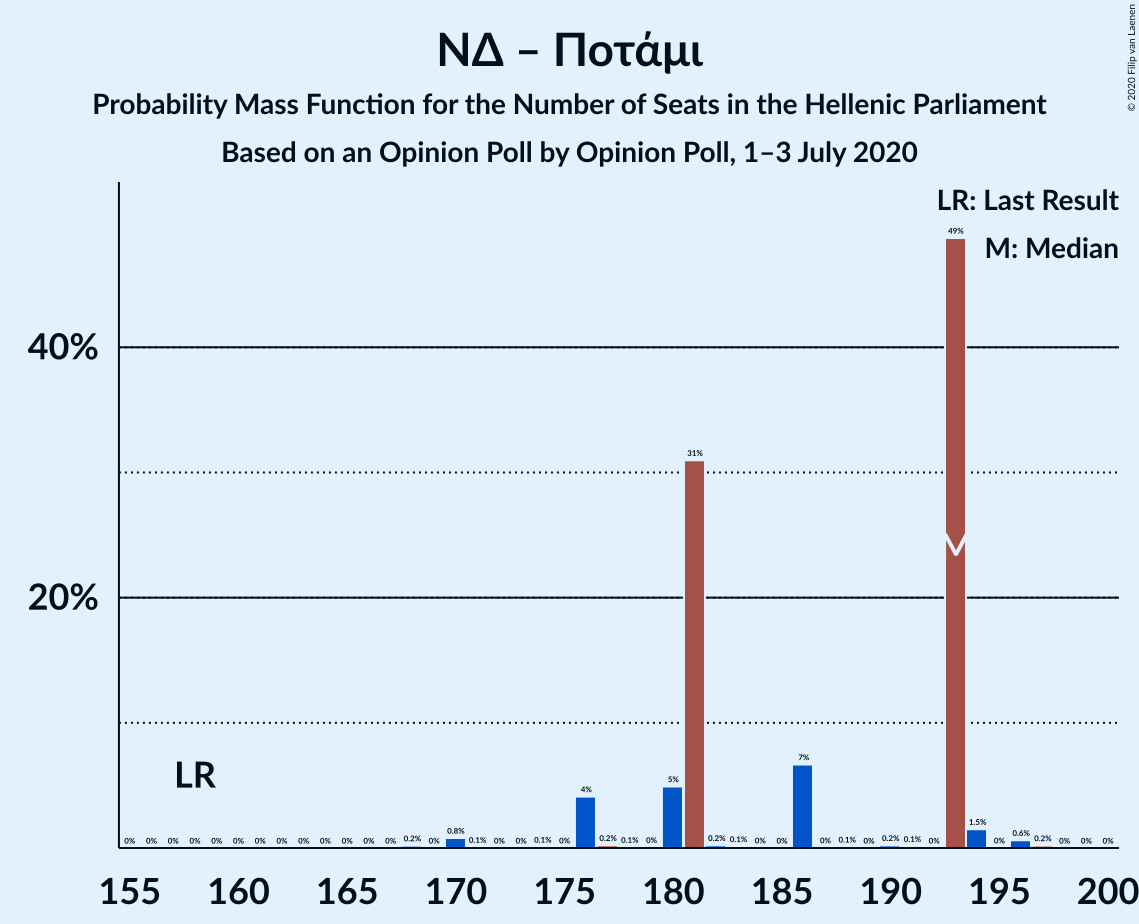 ΝΔ – Ποτάμι
Probability Mass Function for the Number of Seats in the Hellenic Parliament
Based on an Opinion Poll by Opinion Poll, 1–3 July 2020
© 2020 Filip van Laenen
LR: Last Result
M: Median
40%
20%
LR
0% 0% 0% 0% 0% 0% 0% 0% 0% 0% 0% 0% 0% 0.2% 0% 0.8% 0.1% 0% 0% 0.1% 0% 4% 0.2% 0.1% 0% 5% 31% 0.2% 0.1% 0% 0% 7% 0% 0.1% 0% 0.2% 0.1% 0% 49% 1.5% 0% 0.6% 0.2% 0% 0% 0%
155 160 165 170 175 180 185 190 195 200